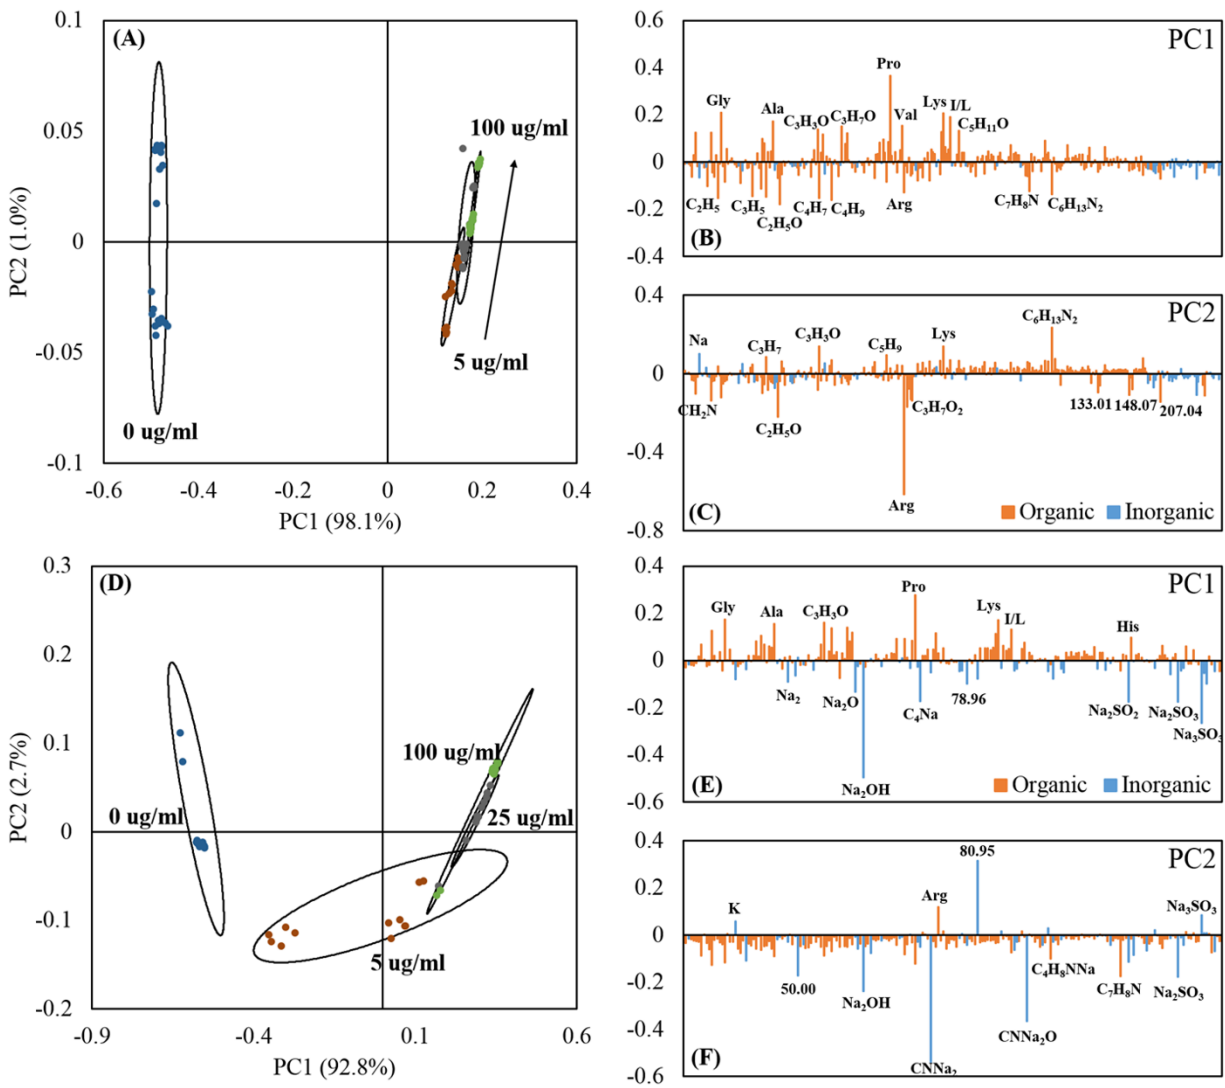 (A)
0.1
0.05
0
-0.05
-0.1
PC2 (1.0%)
100 ug/ml
5 ug/ml
0 ug/ml
-0.6
-0.4
-0.2
0
0.2
0.4
PC1 (98.1%)
PC1
0.6
0.4
0.2
0
-0.2
-0.4
Pro
Gly
Ala
C₃H₃O
C₃H₇O
Val
Lys
I/L
C₅H₁₁O
C₂H₅
C₃H₅
C₂H₅O
C₄H₇
C₄H₉
Arg
C₇H₈N
C₆H₁₃N₂
(B)
PC2
0.4
0
-0.4
-0.8
Na
C₃H₇
C₃H₃O
C₅H₉
Lys
C₆H₁₃N₂
CH₂N
C₂H₅O
C₃H₇O₂
133.01
148.07
207.04
Arg
(C)
Organic
Inorganic
(D)
0.3
0.2
0.1
0
-0.1
-0.2
PC2 (2.7%)
100 ug/ml
0 ug/ml
25 ug/ml
5 ug/ml
-0.9
-0.4
0.1
0.6
PC1 (92.8%)
PC1
0.4
0.2
0
-0.2
-0.4
-0.6
Gly
Ala
C₃H₃O
Pro
Lys
I/L
His
Na₂
Na₂O
C₄Na
78.96
Na₂SO₂
Na₂SO₃
Na₃SO₃
Na₂OH
(E)
Organic
Inorganic
PC2
0.4
0.2
0
-0.2
-0.4
-0.6
80.95
K
Arg
Na₃SO₃
50.00
Na₂OH
C₄H₈NNa
C₇H₈N
Na₂SO₃
CNNa₂O
CNNa₂
(F)